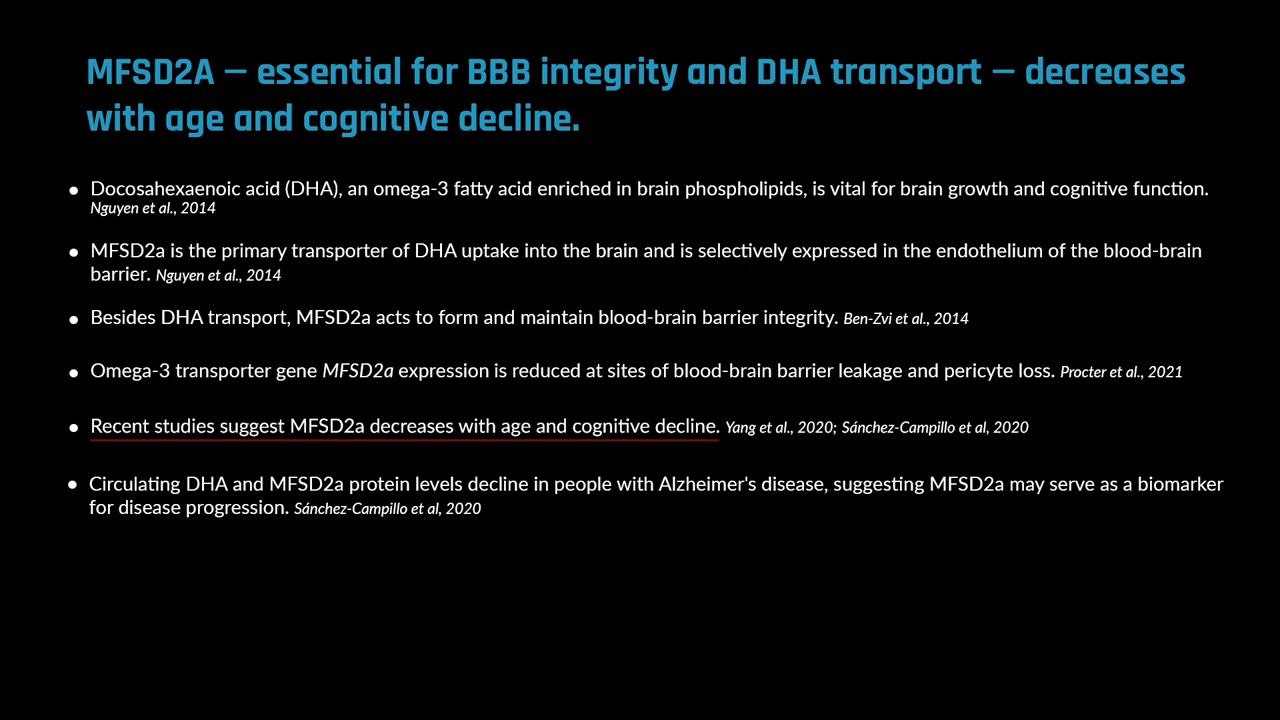 MFSD2A — essential for BBB integrity and DHA transport — decreases
with age and cognitive decline.
• Docosahexaenoic acid (DHA), an omega-3 fatty acid enriched in brain phospholipids, is vital for brain growth and cognitive function.
Nguyen et al., 2014
• MFSD2a is the primary transporter of DHA uptake into the brain and is selectively expressed in the endothelium of the blood-brain
barrier. Nguyen et al., 2014
• Besides DHA transport, MFSD2a acts to form and maintain blood-brain barrier integrity. Ben-Zvi et al., 2014
• Omega-3 transporter gene MFSD2a expression is reduced at sites of blood-brain barrier leakage and pericyte loss. Procter et al., 2021
• Recent studies suggest MFSD2a decreases with age and cognitive decline. Yang et al., 2020; Sánchez-Campillo et al, 2020
• Circulating DHA and MFSD2a protein levels decline in people with Alzheimer's disease, suggesting MFSD2a may serve as a biomarker
for disease progression. Sánchez-Campillo et al, 2020